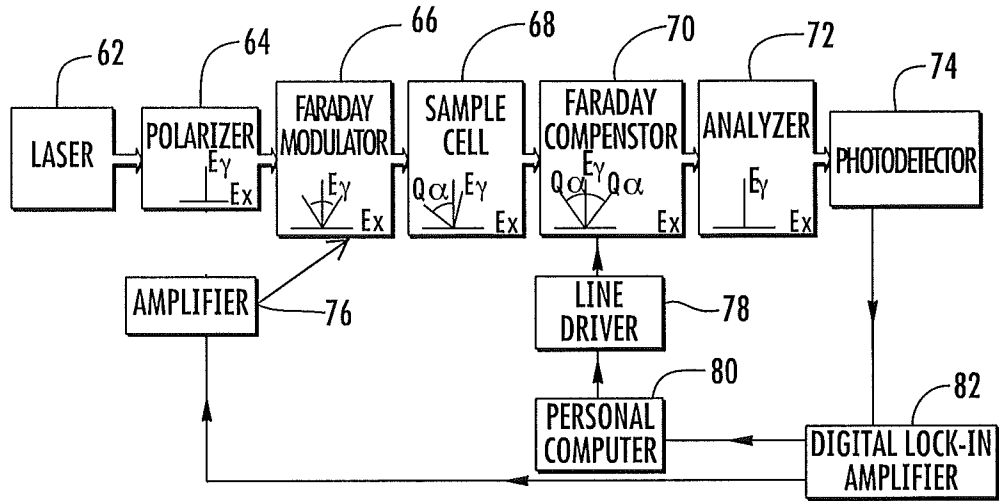 62
64
66
68
70
72
74
LASER
POLARIZER
Eγ
Ex
FARADAY
MODULATOR
Eγ
Ex
SAMPLE
CELL
Qα Eγ
Ex
FARADAY
COMPENSTOR
Eγ
Qα Qα
Ex
ANALYZER
Eγ
Ex
PHOTODETECTOR
AMPLIFIER
76
LINE
DRIVER
78
PERSONAL
COMPUTER
80
DIGITAL LOCK-IN
AMPLIFIER
82